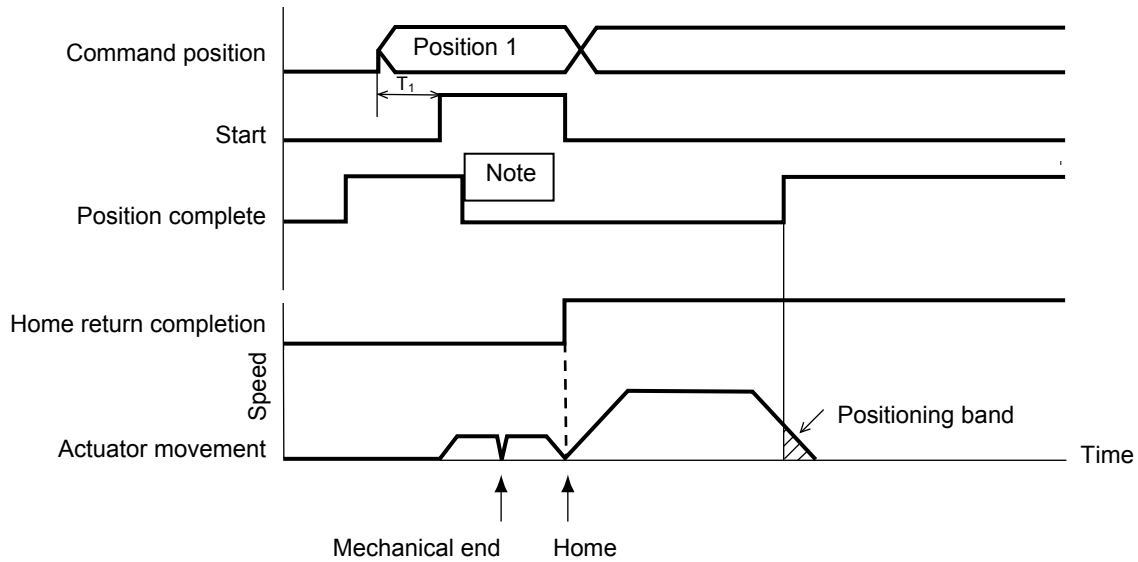 Command position
Position 1
T₁
Start
Note
Position complete
Home return completion
Speed
Positioning band
Actuator movement
Time
Mechanical end
Home